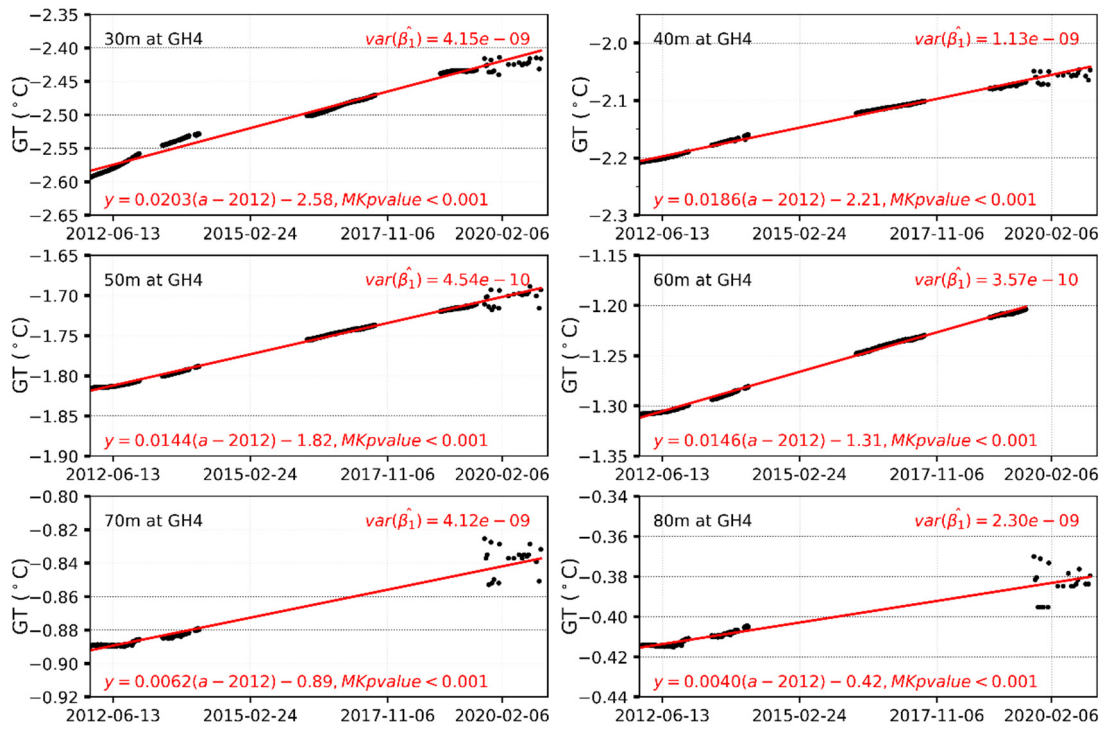 −2.35
−2.40
−2.45
−2.50
−2.55
−2.60
−2.65
GT (°C)
30m at GH4
var(β̂₁) = 4.15e − 09
y = 0.0203(a − 2012) − 2.58, MKpvalue < 0.001
2012-06-13 2015-02-24 2017-11-06 2020-02-06
−2.0
−2.1
−2.2
−2.3
GT (°C)
40m at GH4
var(β̂₁) = 1.13e − 09
y = 0.0186(a − 2012) − 2.21, MKpvalue < 0.001
2012-06-13 2015-02-24 2017-11-06 2020-02-06
−1.65
−1.70
−1.75
−1.80
−1.85
−1.90
GT (°C)
50m at GH4
var(β̂₁) = 4.54e − 10
y = 0.0144(a − 2012) − 1.82, MKpvalue < 0.001
2012-06-13 2015-02-24 2017-11-06 2020-02-06
−1.15
−1.20
−1.25
−1.30
−1.35
GT (°C)
60m at GH4
var(β̂₁) = 3.57e − 10
y = 0.0146(a − 2012) − 1.31, MKpvalue < 0.001
2012-06-13 2015-02-24 2017-11-06 2020-02-06
−0.80
−0.82
−0.84
−0.86
−0.88
−0.90
−0.92
GT (°C)
70m at GH4
var(β̂₁) = 4.12e − 09
y = 0.0062(a − 2012) − 0.89, MKpvalue < 0.001
2012-06-13 2015-02-24 2017-11-06 2020-02-06
−0.34
−0.36
−0.38
−0.40
−0.42
−0.44
GT (°C)
80m at GH4
var(β̂₁) = 2.30e − 09
y = 0.0040(a − 2012) − 0.42, MKpvalue < 0.001
2012-06-13 2015-02-24 2017-11-06 2020-02-06